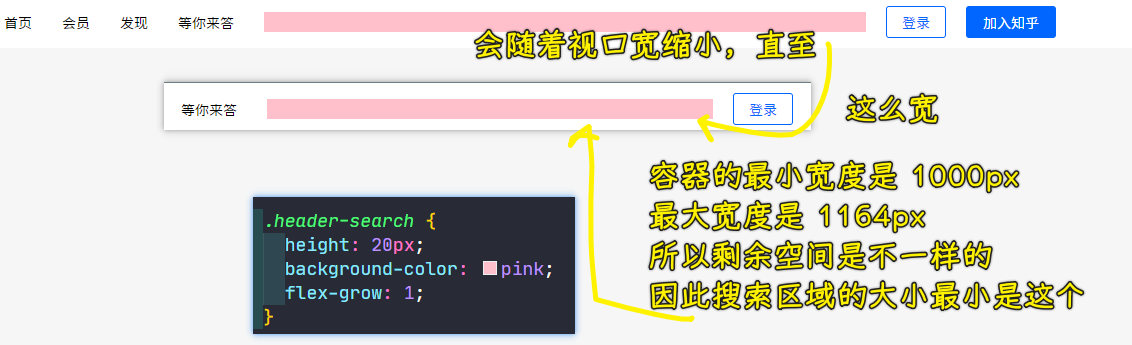 首页 会员 发现 等你来答 登录 加入知乎
会随着视口宽缩小，直至
等你来答 登录
这么宽
容器的最小宽度是 1000px
最大宽度是 1164px
所以剩余空间是不一样的
因此搜索区域的大小最小是这个
.header-search {
height: 20px;
background-color: pink;
flex-grow: 1;
}